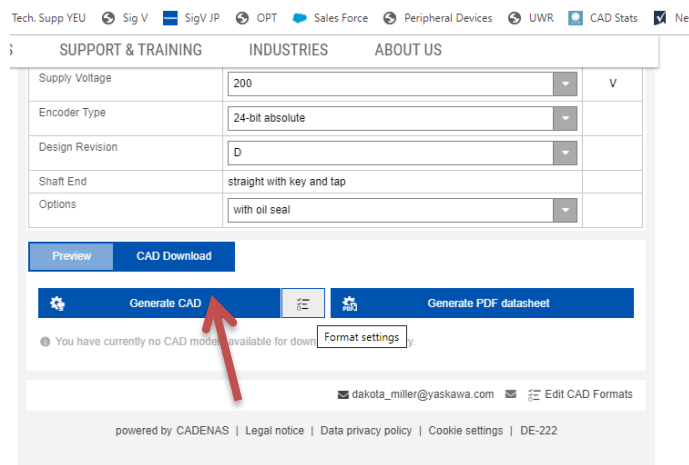 Tech. Supp YEU Sig V SigV JP OPT Sales Force Peripheral Devices UWR CAD Stats Ne
S SUPPORT & TRAINING INDUSTRIES ABOUT US
Supply Voltage 200 V
Encoder Type 24-bit absolute
Design Revision D
Shaft End straight with key and tap
Options with oil seal
Preview CAD Download
Generate CAD PDF Generate PDF datasheet
Format settings
You have currently no CAD mode available for down y.
dakota_miller@yaskawa.com Edit CAD Formats
powered by CADENAS | Legal notice | Data privacy policy | Cookie settings | DE-222